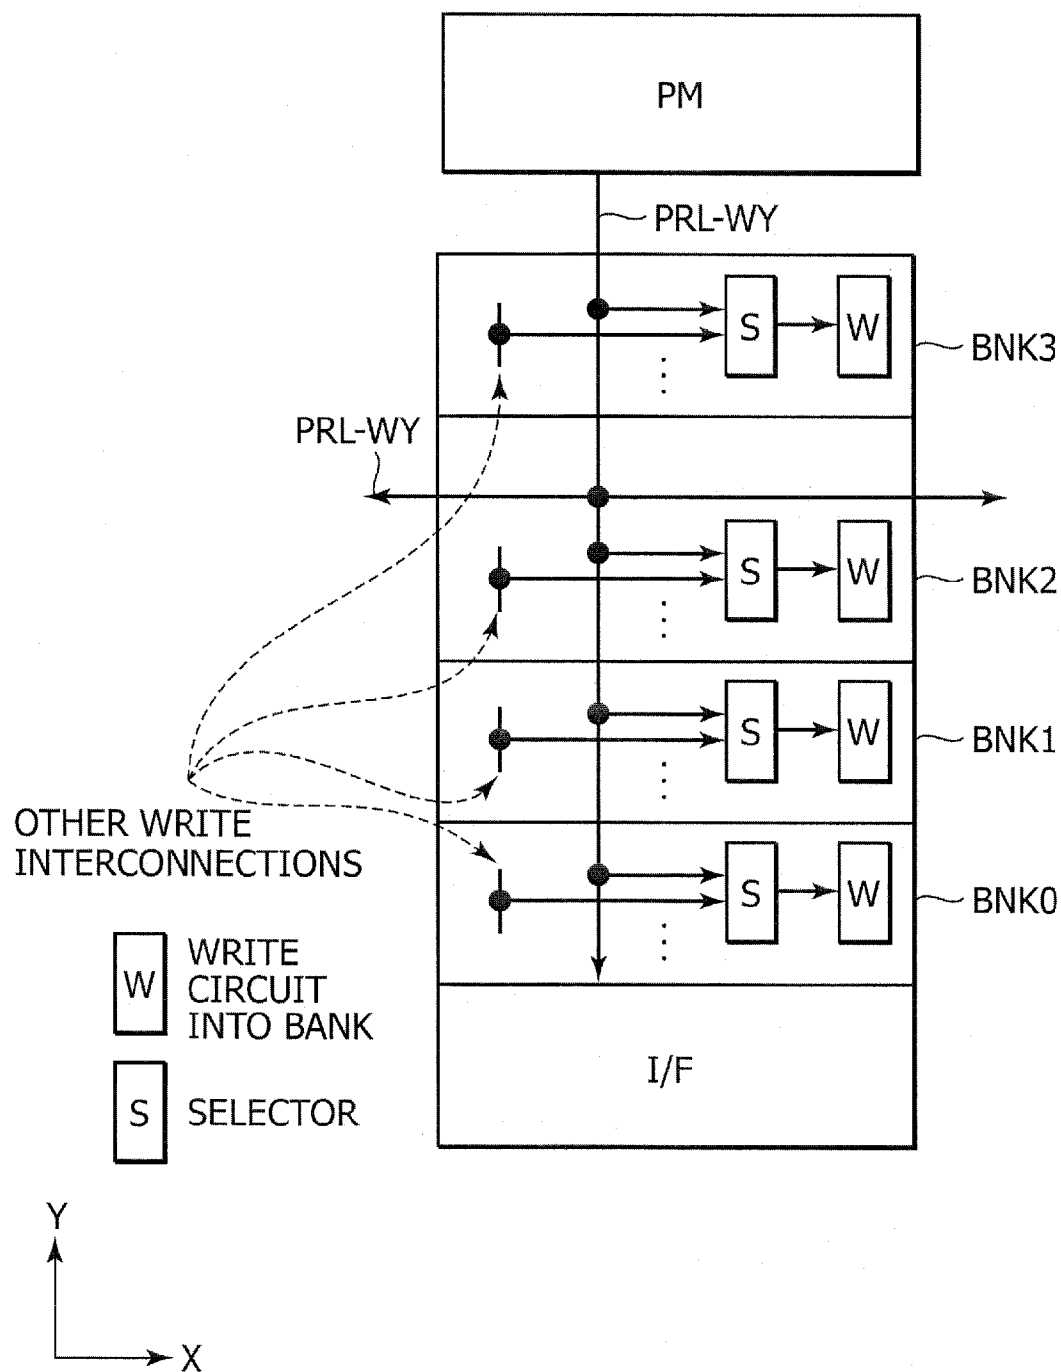 PM
PRL-WY
S
W
BNK3
PRL-WY
S
W
BNK2
S
W
BNK1
OTHER WRITE
INTERCONNECTIONS
S
W
BNK0
W
WRITE
CIRCUIT
INTO BANK
I/F
S
SELECTOR
Y
X